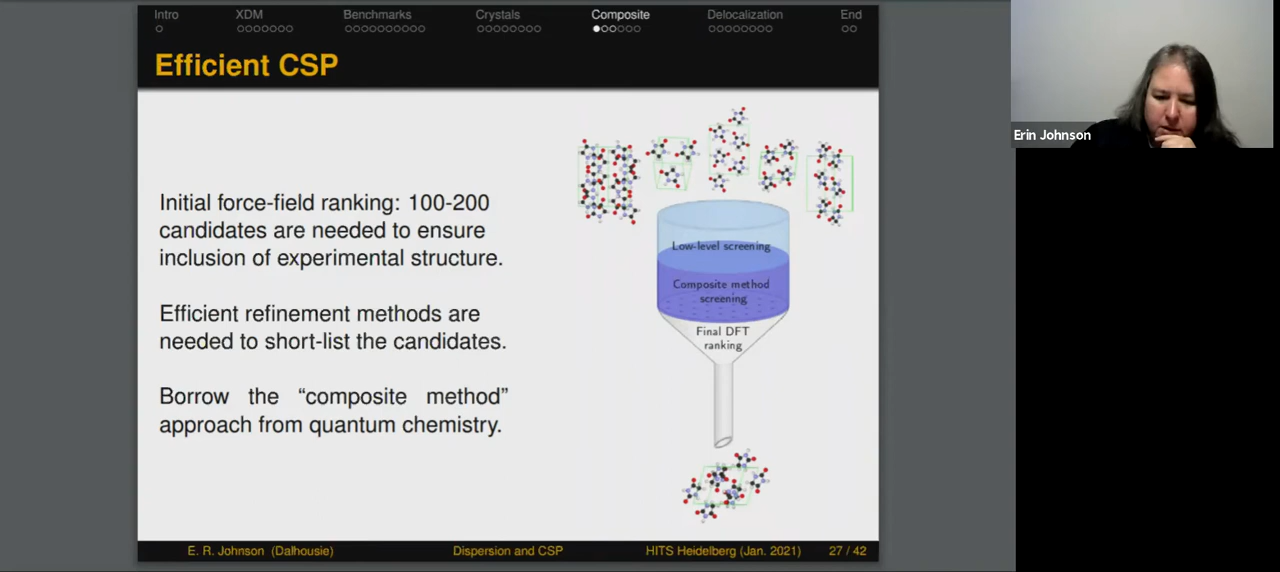 Intro XDM Benchmarks Crystals Composite Delocalization End
Efficient CSP
Erin Johnson
Initial force-field ranking: 100-200
candidates are needed to ensure
inclusion of experimental structure.
Efficient refinement methods are
needed to short-list the candidates.
Borrow the “composite method”
approach from quantum chemistry.
Low-level screening
Composite method
screening
Final DFT
ranking
E. R. Johnson (Dalhousie) Dispersion and CSP HITS Heidelberg (Jan. 2021) 27 / 42